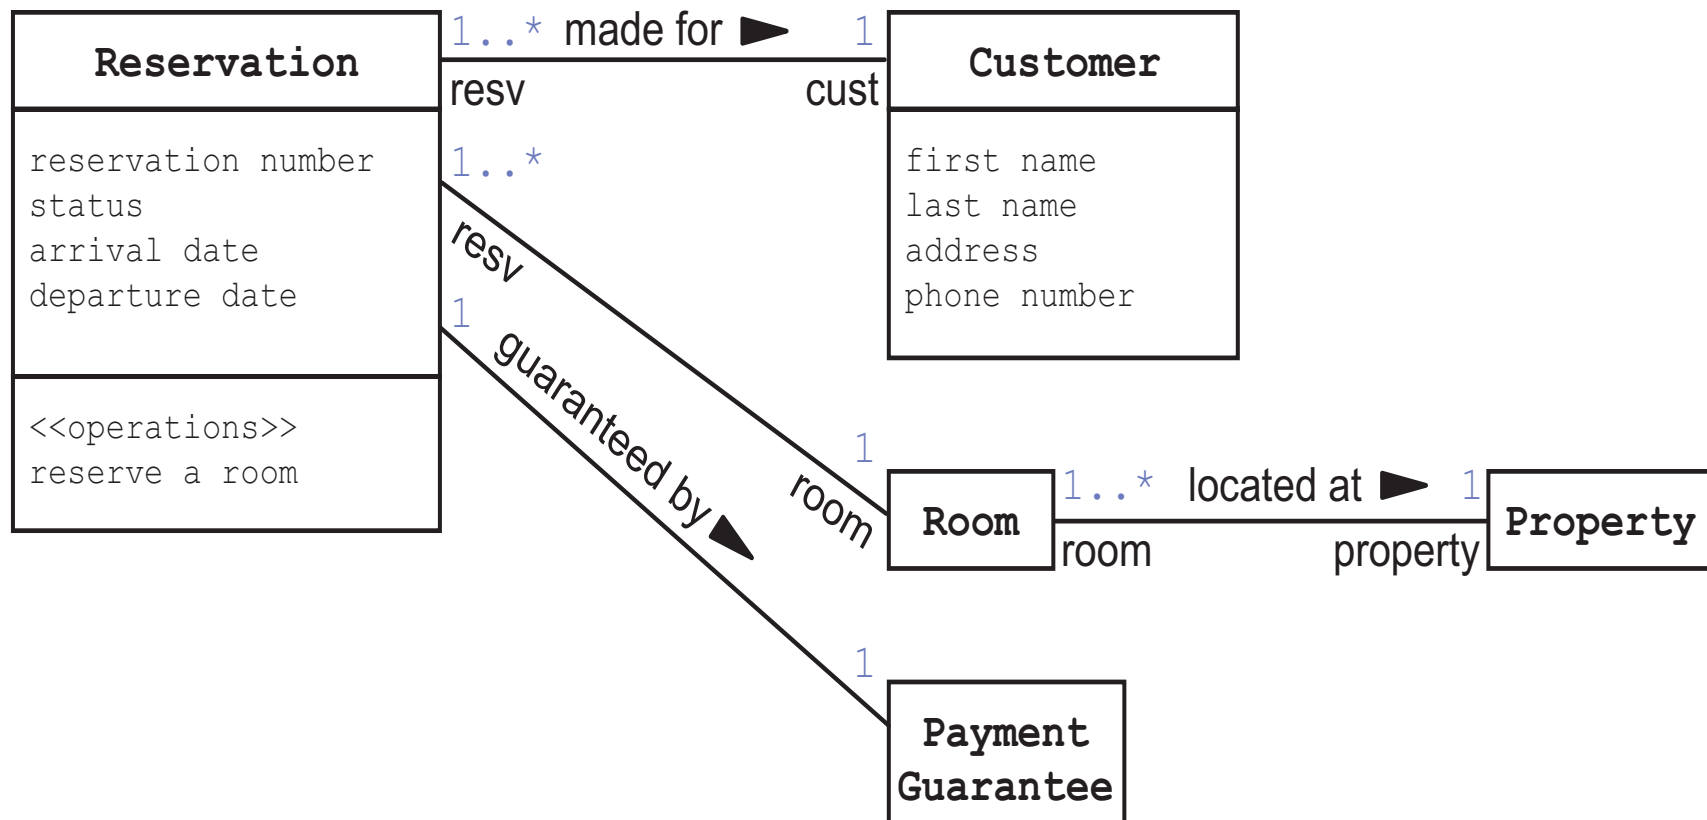 Reservation
reservation number
status
arrival date
departure date
<<operations>>
reserve a room
1..* made for 1
resv cust
Customer
first name
last name
address
phone number
1..*
resv
1
room
1
guaranteed by
1
Room
1..* located at 1
room property
Property
Payment
Guarantee